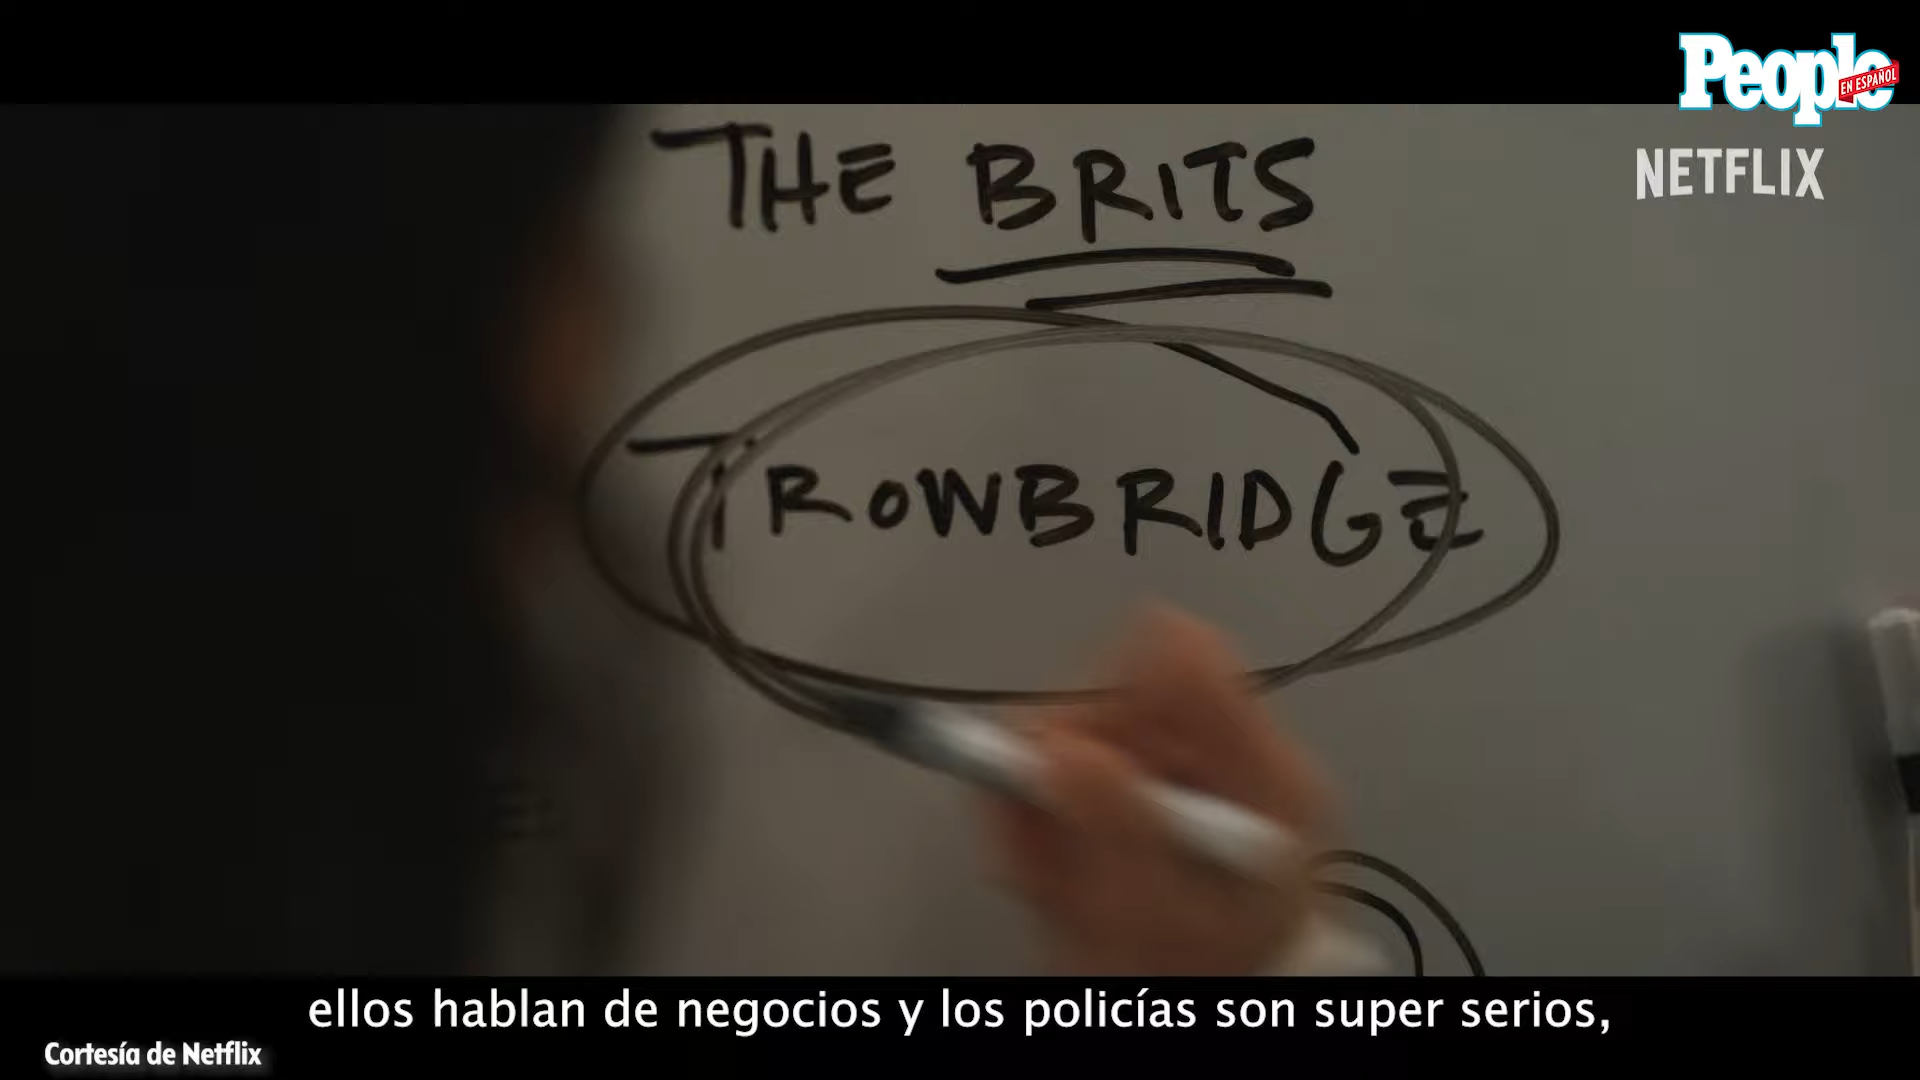 People
EN ESPAÑOL
NETFLIX
THE BRITS
TROWBRIDGE
ellos hablan de negocios y los policías son super serios,
Cortesía de Netflix